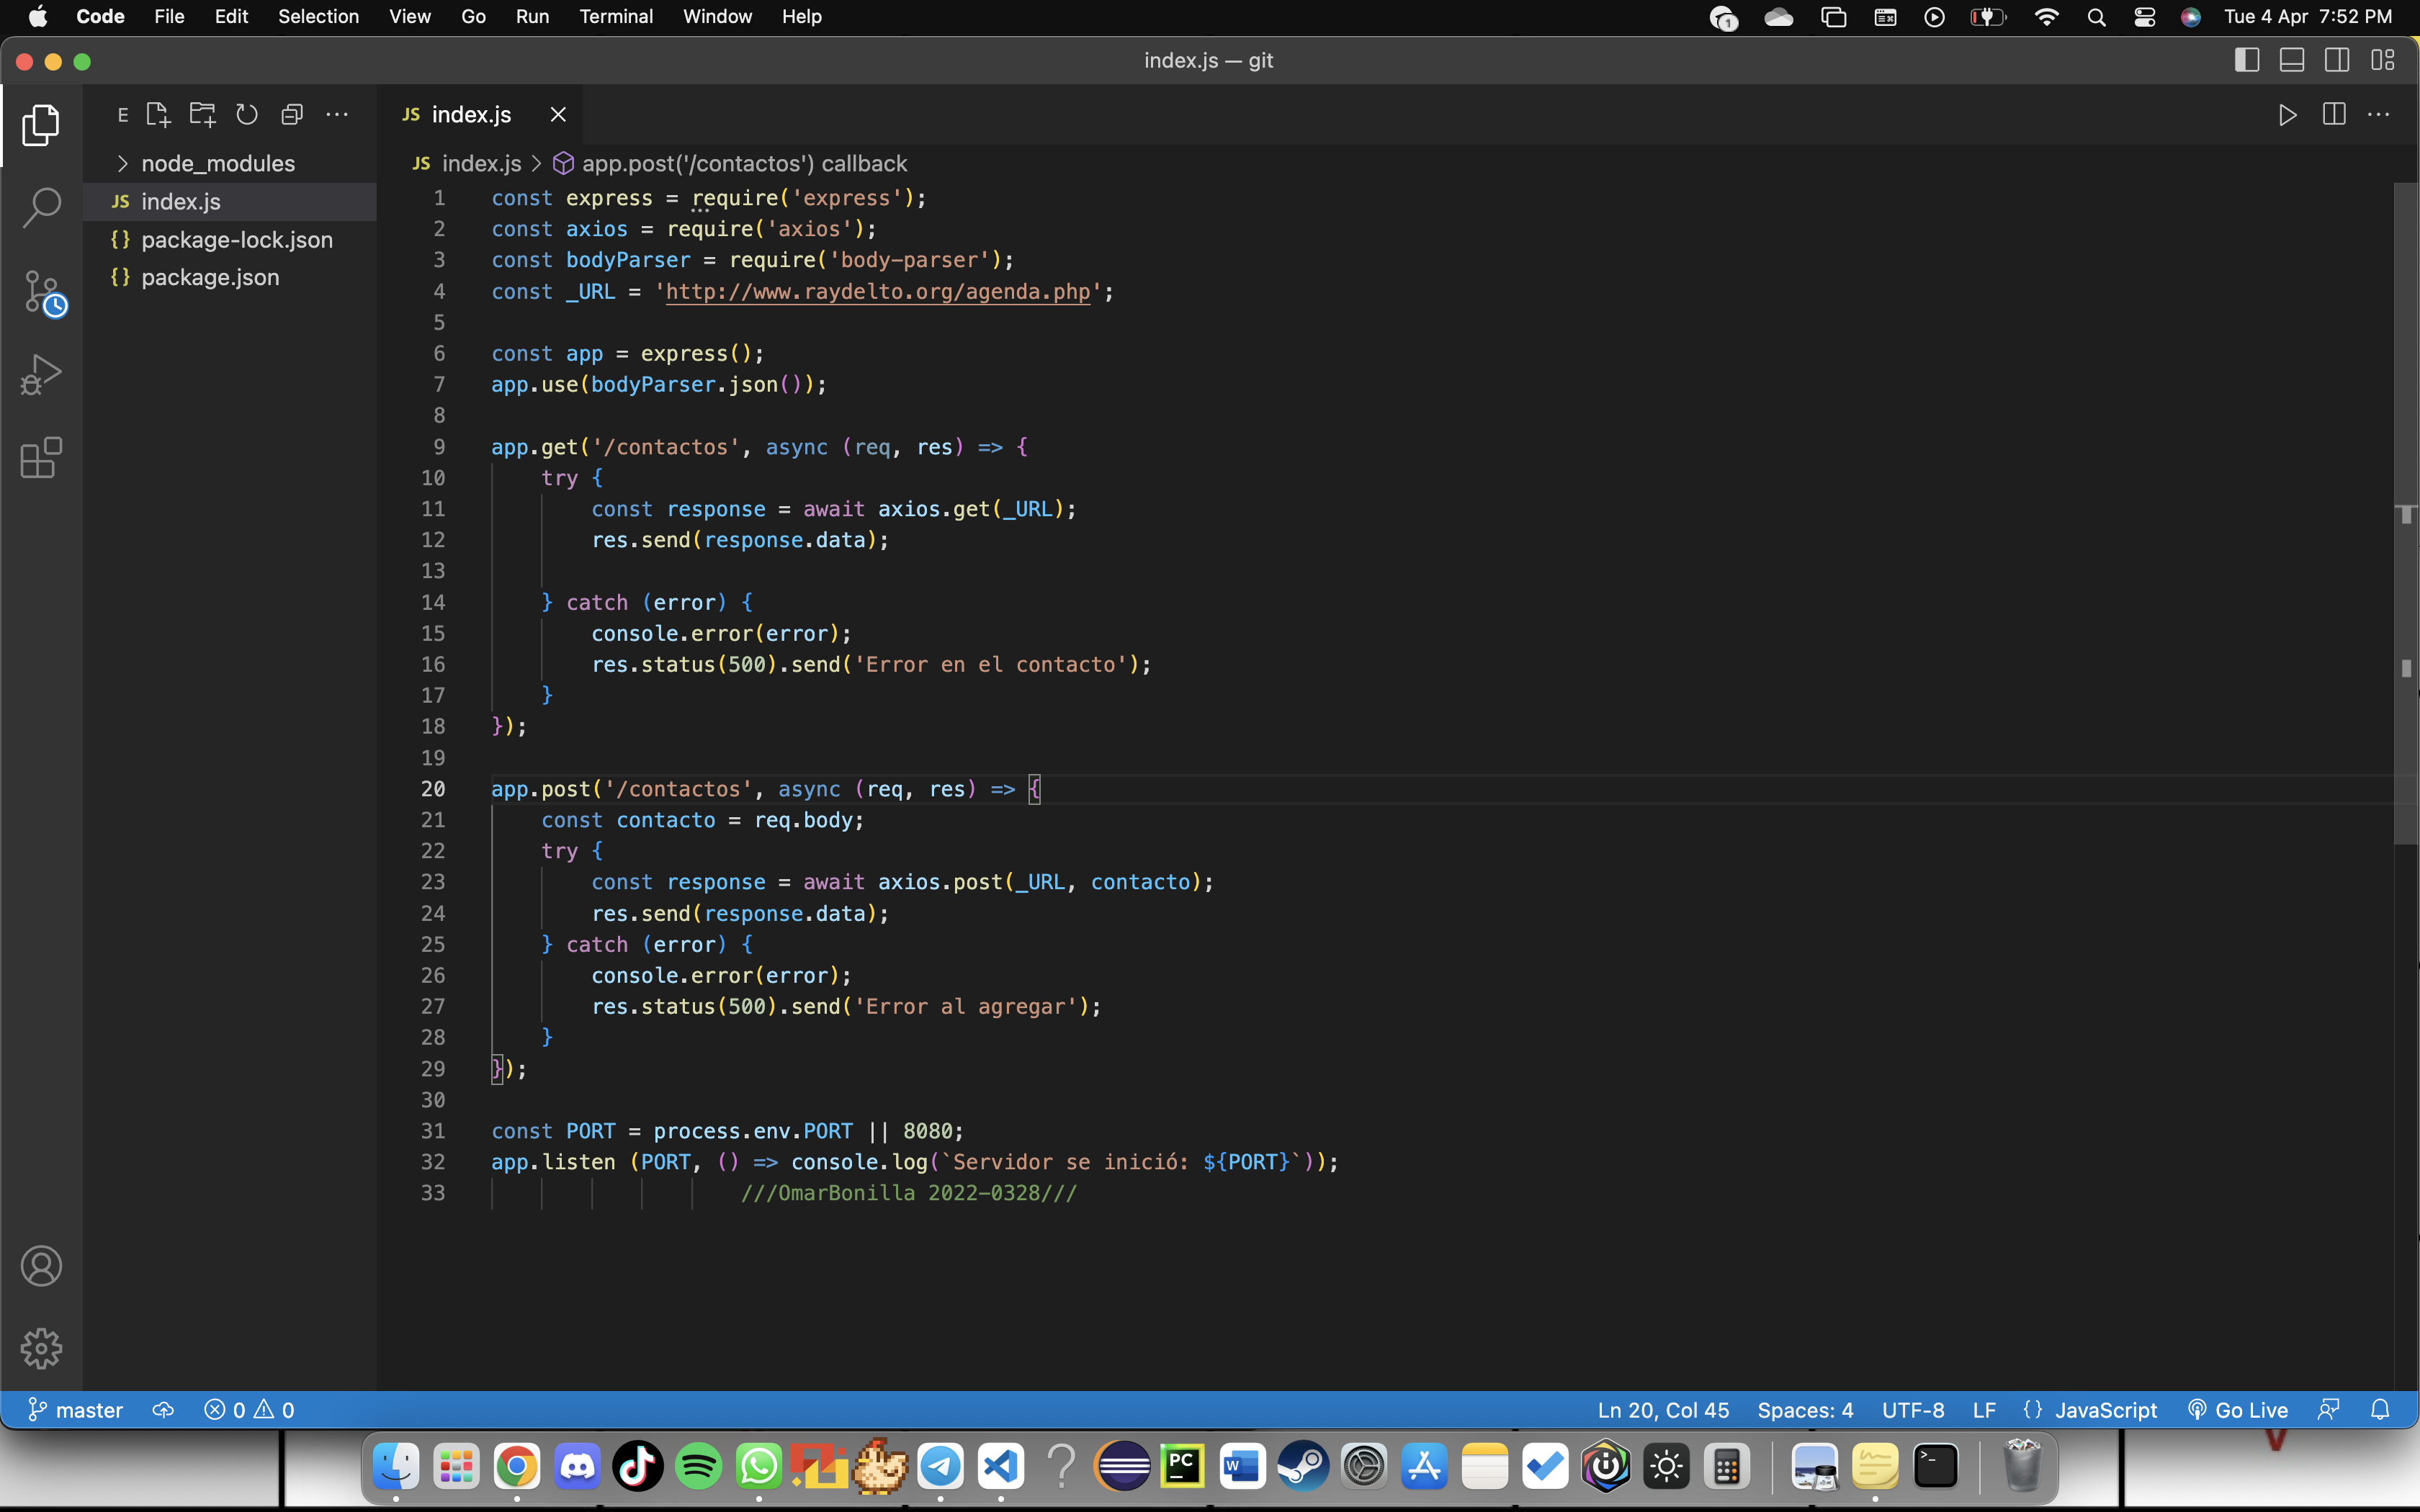 Code File Edit Selection View Go Run Terminal Window Help 1 Tue 4 Apr 7:52 PM
index.js — git
E
JS index.js
node_modules
JS index.js
{} package-lock.json
{} package.json
JS index.js > app.post('/contactos') callback
1 const express = require('express');
2 const axios = require('axios');
3 const bodyParser = require('body-parser');
4 const _URL = 'http://www.raydelto.org/agenda.php';
5
6 const app = express();
7 app.use(bodyParser.json());
8
9 app.get('/contactos', async (req, res) => {
10 try {
11 const response = await axios.get(_URL);
12 res.send(response.data);
13
14 } catch (error) {
15 console.error(error);
16 res.status(500).send('Error en el contacto');
17 }
18 });
19
20 app.post('/contactos', async (req, res) => {
21 const contacto = req.body;
22 try {
23 const response = await axios.post(_URL, contacto);
24 res.send(response.data);
25 } catch (error) {
26 console.error(error);
27 res.status(500).send('Error al agregar');
28 }
29 });
30
31 const PORT = process.env.PORT || 8080;
32 app.listen (PORT, () => console.log(`Servidor se inició: ${PORT}`));
33 ///OmarBonilla 2022-0328///
master 0 0 Ln 20, Col 45 Spaces: 4 UTF-8 LF {} JavaScript Go Live
PC
W